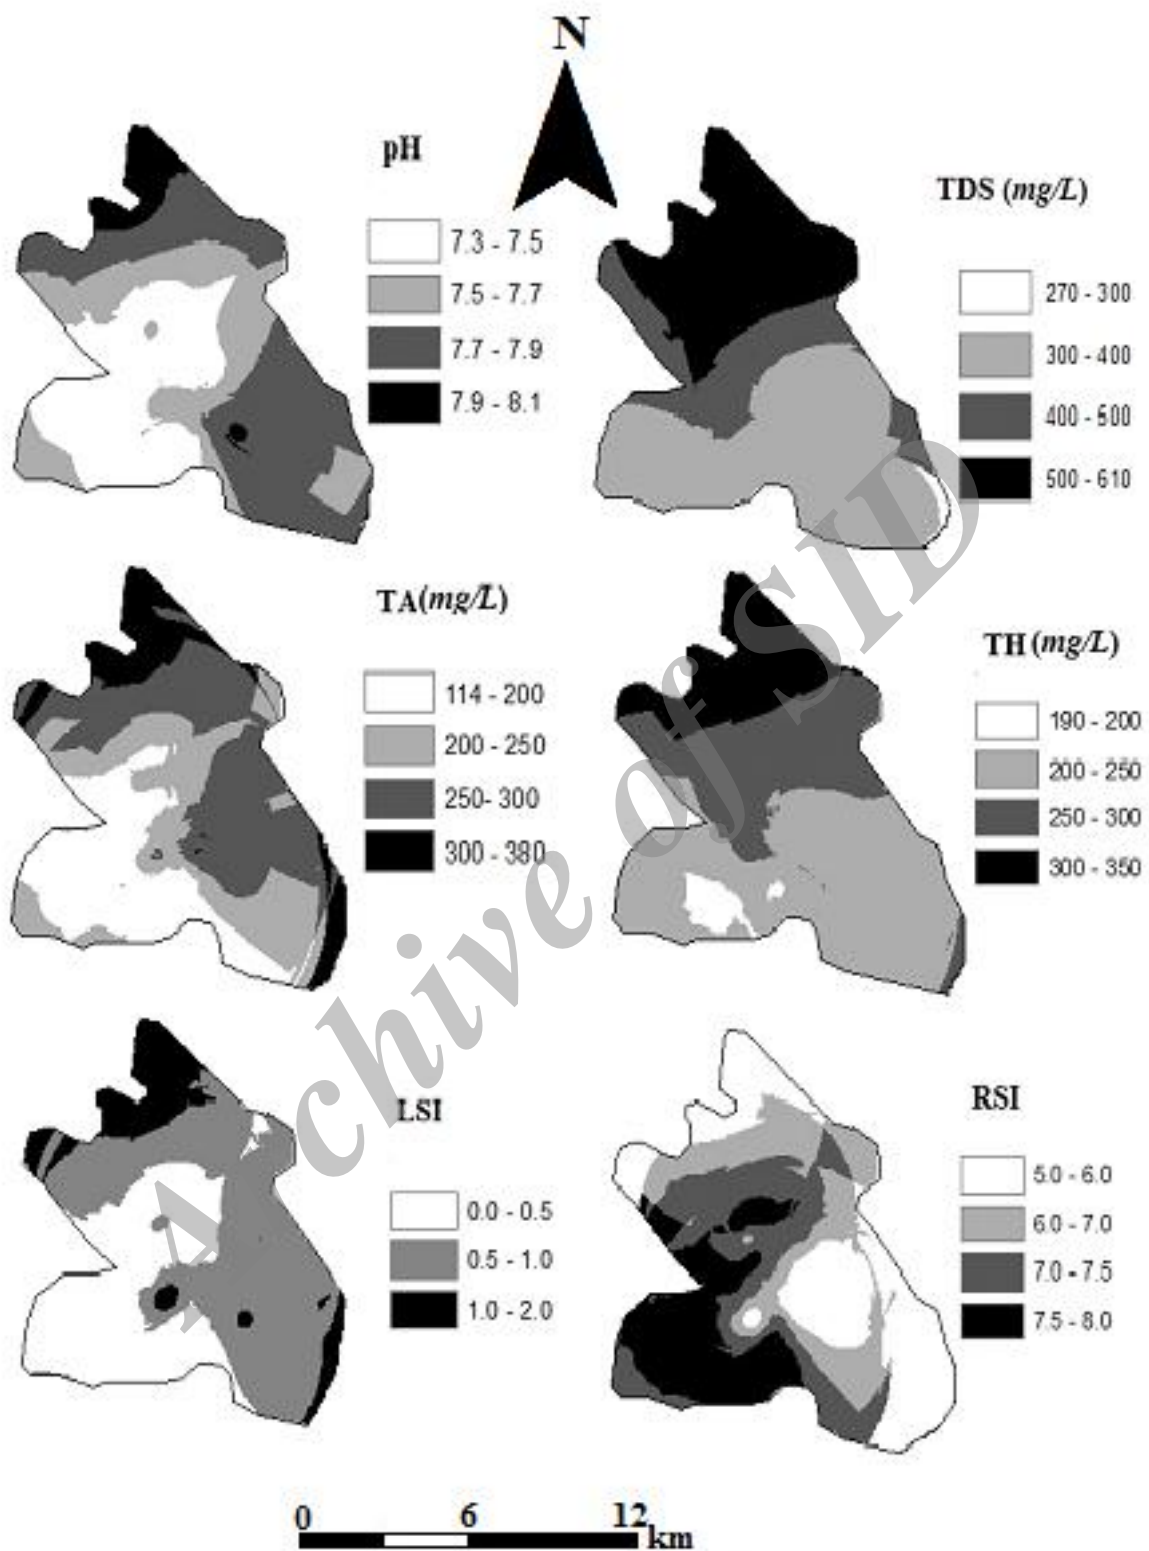 N
pH
7.3 - 7.5
7.5 - 7.7
7.7 - 7.9
7.9 - 8.1
TDS (mg/L)
270 - 300
300 - 400
400 - 500
500 - 610
TA(mg/L)
114 - 200
200 - 250
250- 300
300 - 380
TH (mg/L)
190 - 200
200 - 250
250 - 300
300 - 350
LSI
0.0 - 0.5
0.5 - 1.0
1.0 - 2.0
RSI
5.0 - 6.0
6.0 - 7.0
7.0 - 7.5
7.5 - 8.0
0 6 12 km
Archive of SID